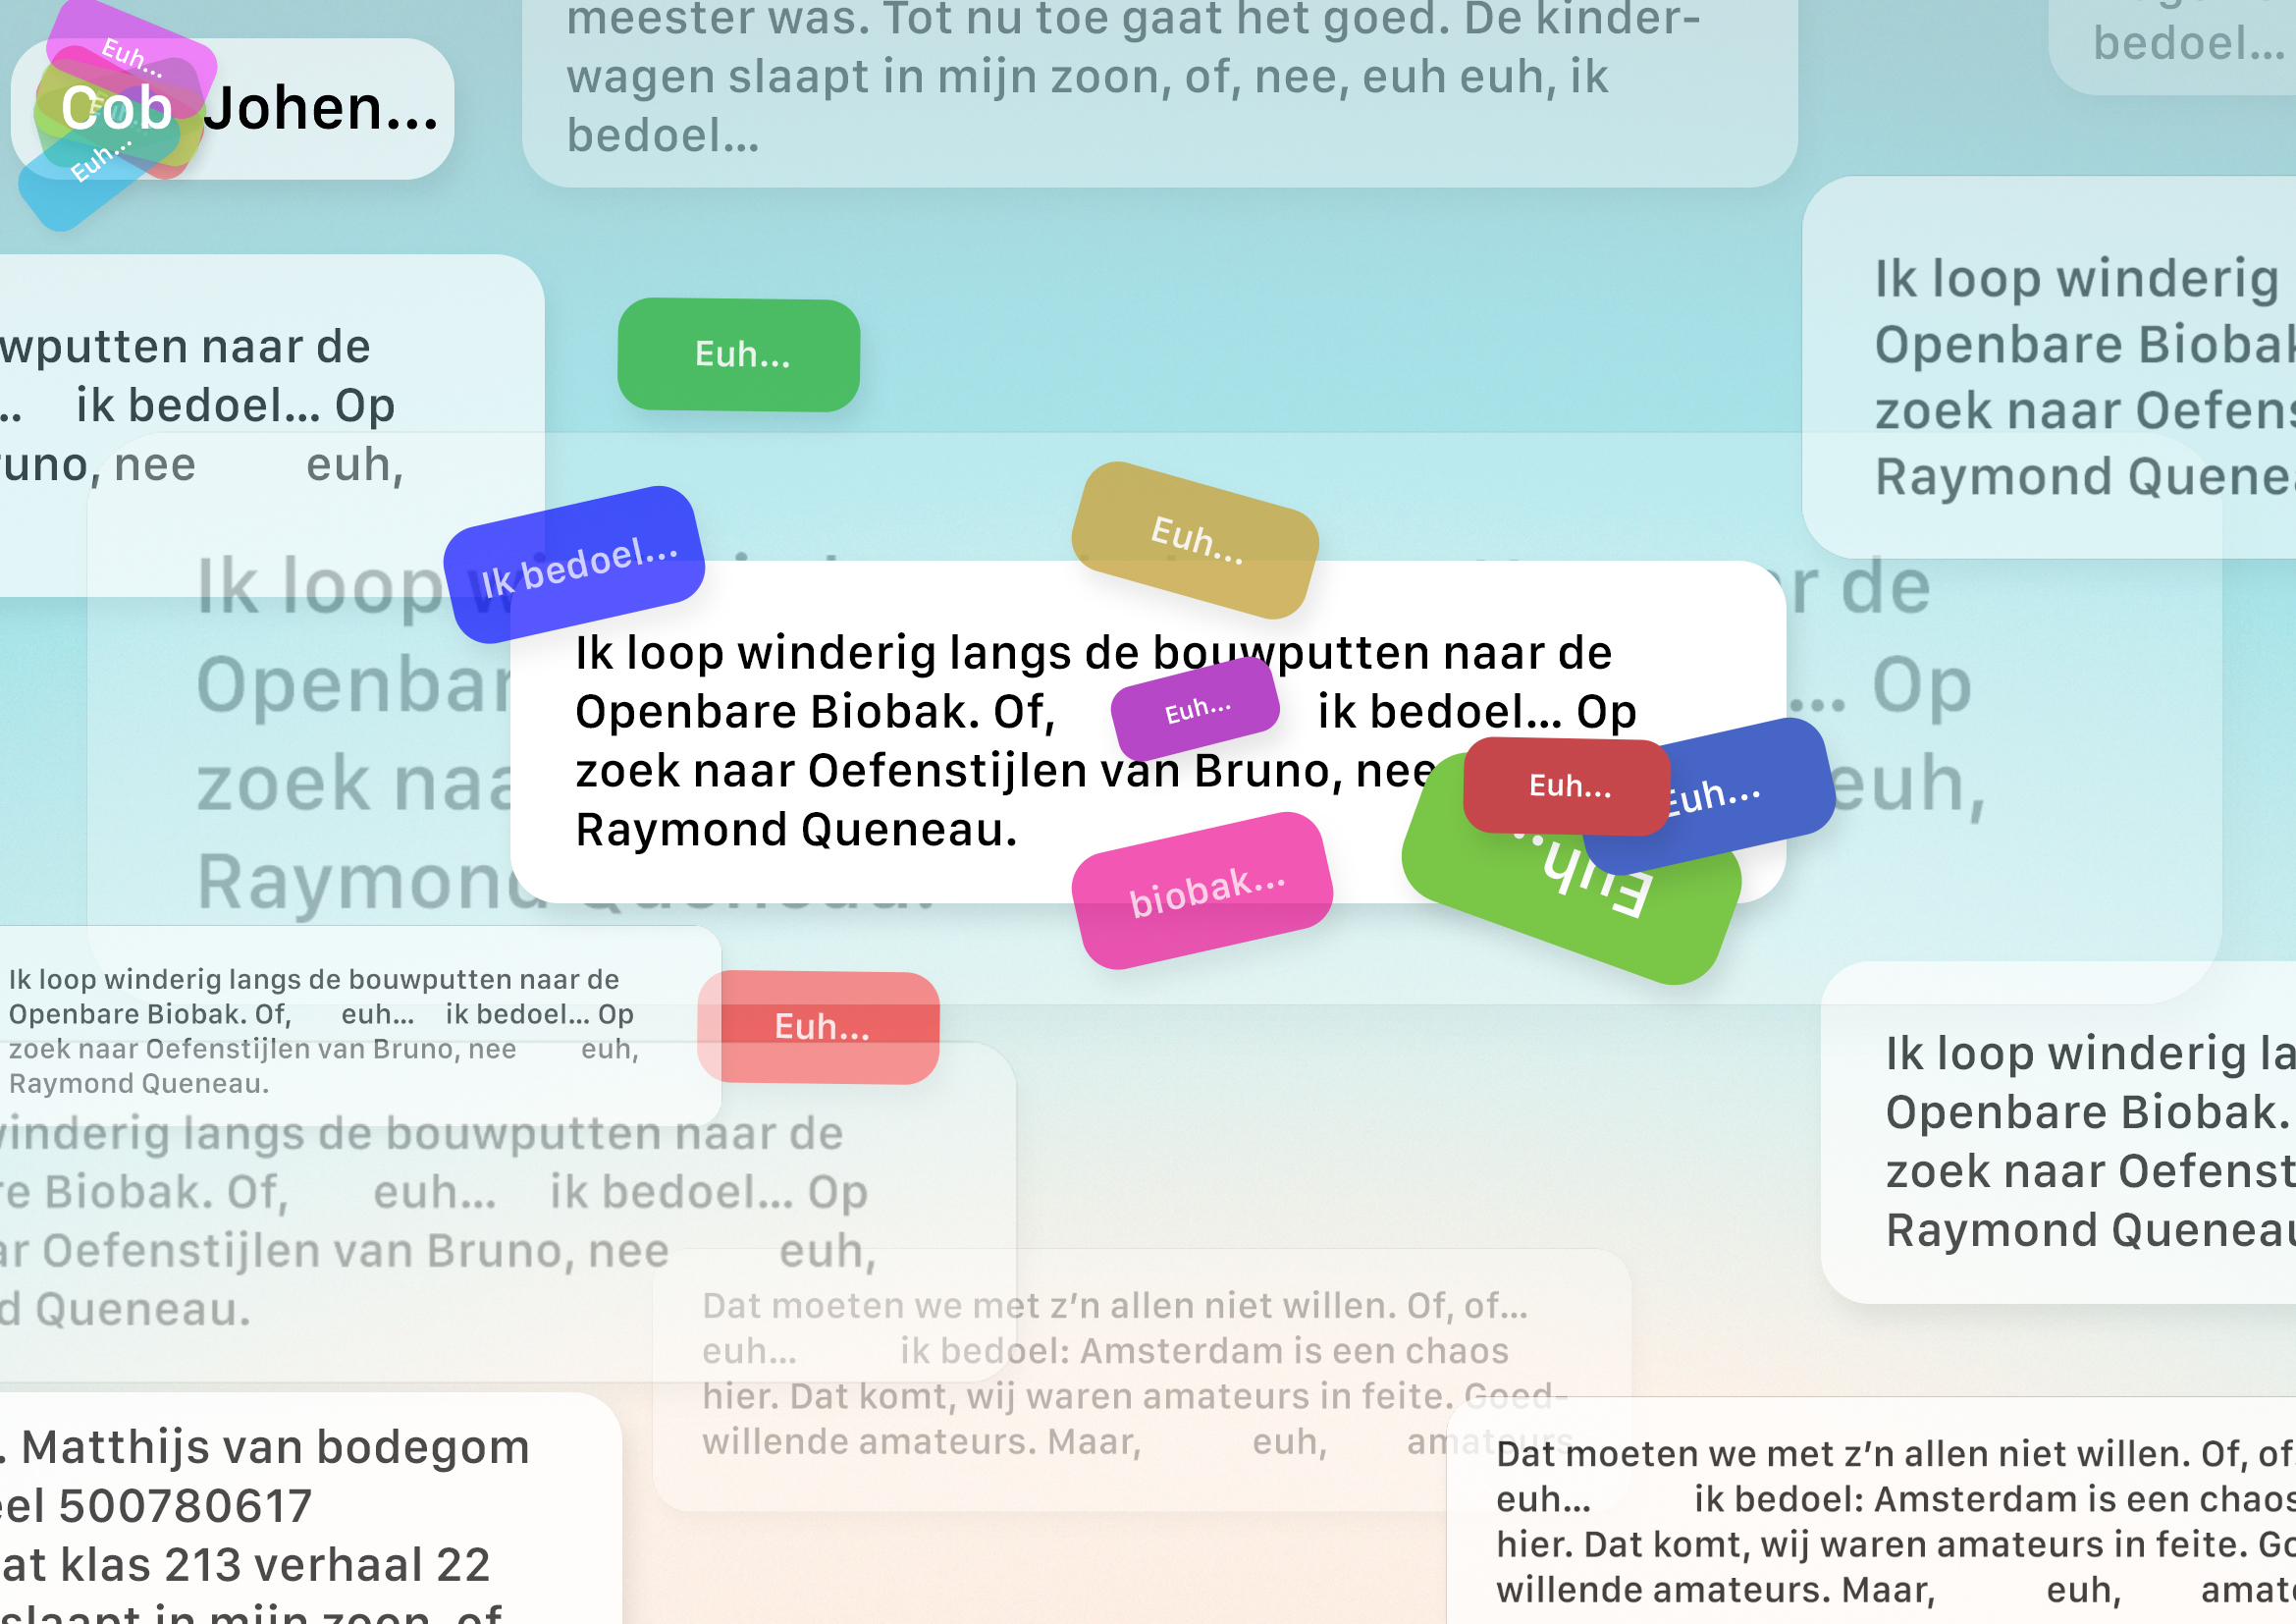 meester was. Tot nu toe gaat het goed. De kinder-
wagen slaapt in mijn zoon, of, nee, euh euh, ik
bedoel...
bedoel...
Euh...
Cob Johen...
Euh...
wputten naar de
ik bedoel... Op
runo, nee euh,
Euh...
Ik loop winderig
Openbare Biobak
zoek naar Oefens
Raymond Quenea
Ik bedoel...
Euh...
Ik loop
r de
Openbar
... Op
zoek naa
euh,
Raymond Queneau.
Ik loop winderig langs de bouwputten naar de
Openbare Biobak. Of, Euh... ik bedoel... Op
zoek naar Oefenstijlen van Bruno, nee Euh... Euh...
Raymond Queneau.
Euh...
biobak...
Ik loop winderig langs de bouwputten naar de
Openbare Biobak. Of, euh... ik bedoel... Op
zoek naar Oefenstijlen van Bruno, nee euh,
Raymond Queneau.
Euh...
winderig langs de bouwputten naar de
re Biobak. Of, euh... ik bedoel... Op
ar Oefenstijlen van Bruno, nee euh,
d Queneau.
Ik loop winderig la
Openbare Biobak.
zoek naar Oefenst
Raymond Queneau
Dat moeten we met z’n allen niet willen. Of, of...
euh... ik bedoel: Amsterdam is een chaos
hier. Dat komt, wij waren amateurs in feite. Goed-
willende amateurs. Maar, euh, amateurs
. Matthijs van bodegom
eel 500780617
at klas 213 verhaal 22
slaapt in mijn zoon, of
Dat moeten we met z’n allen niet willen. Of, of.
euh... ik bedoel: Amsterdam is een chaos
hier. Dat komt, wij waren amateurs in feite. Go
willende amateurs. Maar, euh, amat